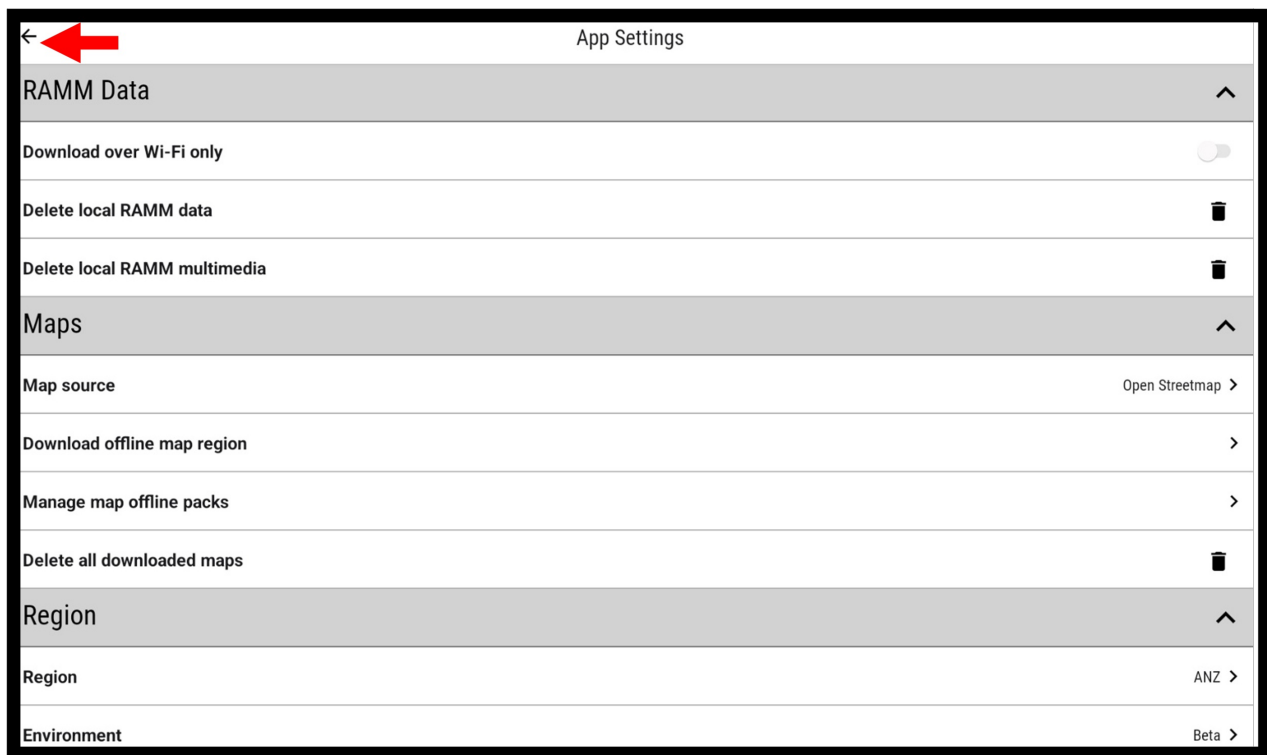 App Settings
RAMM Data
Download over Wi-Fi only
Delete local RAMM data
Delete local RAMM multimedia
Maps
Map source Open Streetmap
Download offline map region
Manage map offline packs
Delete all downloaded maps
Region
Region ANZ
Environment Beta